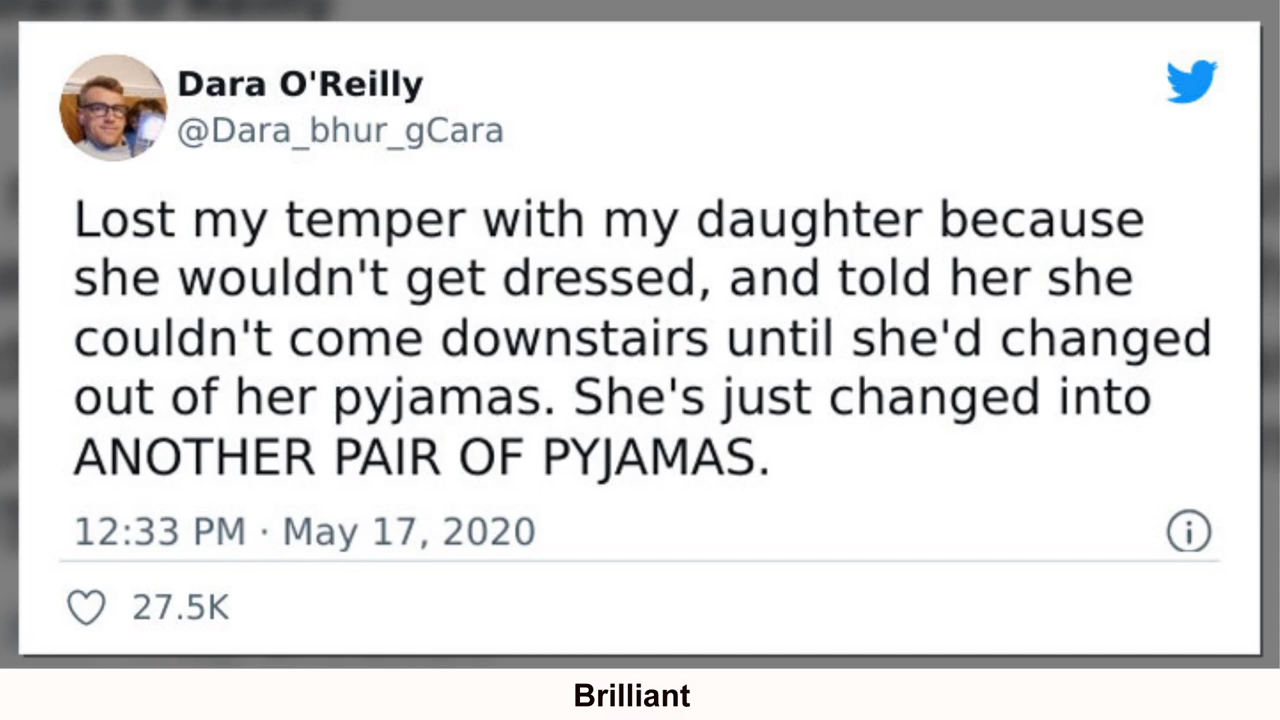 Dara O'Reilly
@Dara_bhur_gCara
Lost my temper with my daughter because
she wouldn't get dressed, and told her she
couldn't come downstairs until she'd changed
out of her pyjamas. She's just changed into
ANOTHER PAIR OF PYJAMAS.
12:33 PM · May 17, 2020
27.5K
Brilliant